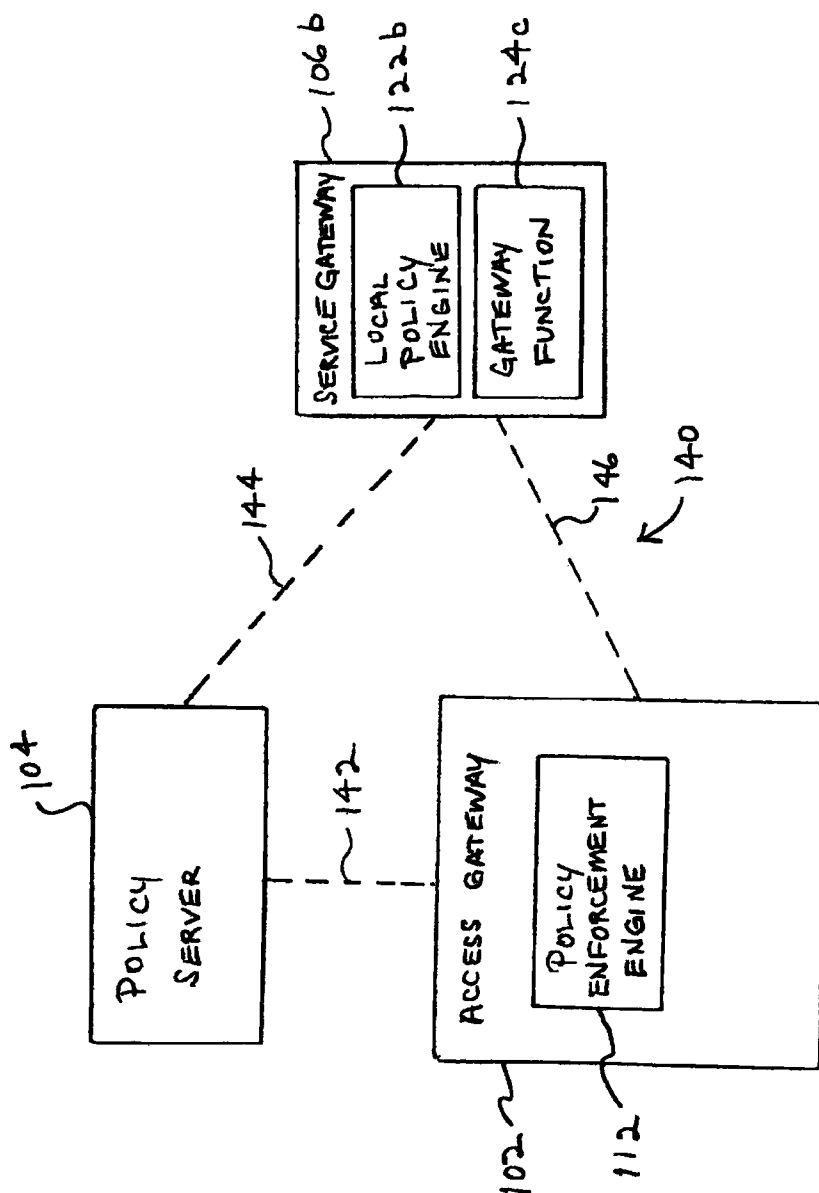 104
POLICY
SERVER
142
144
102
ACCESS GATEWAY
112
POLICY
ENFORCEMENT
ENGINE
146
140
SERVICE GATEWAY
106b
LOCAL
POLICY
ENGINE
122b
GATEWAY
FUNCTION
124c